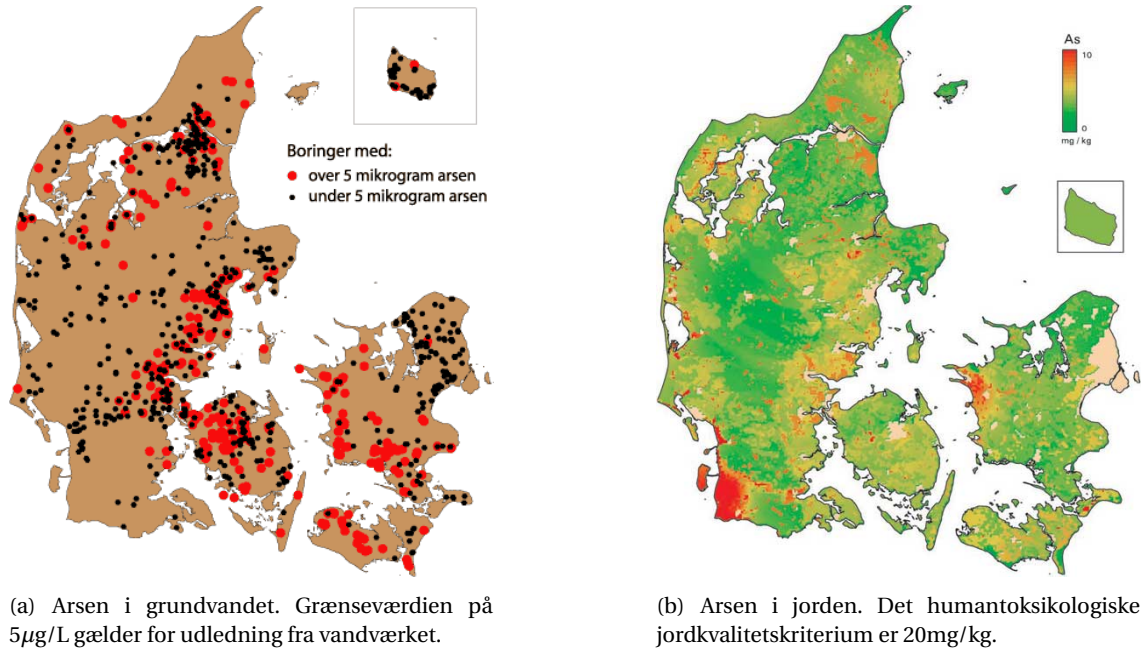 Boringer med:
over 5 mikrogram arsen
under 5 mikrogram arsen
As
10
0
mg / kg
(a) Arsen i grundvandet. Grænseværdien på
5μg/L gælder for udledning fra vandværket.
(b) Arsen i jorden. Det humantoksikologiske
jordkvalitetskriterium er 20mg/kg.